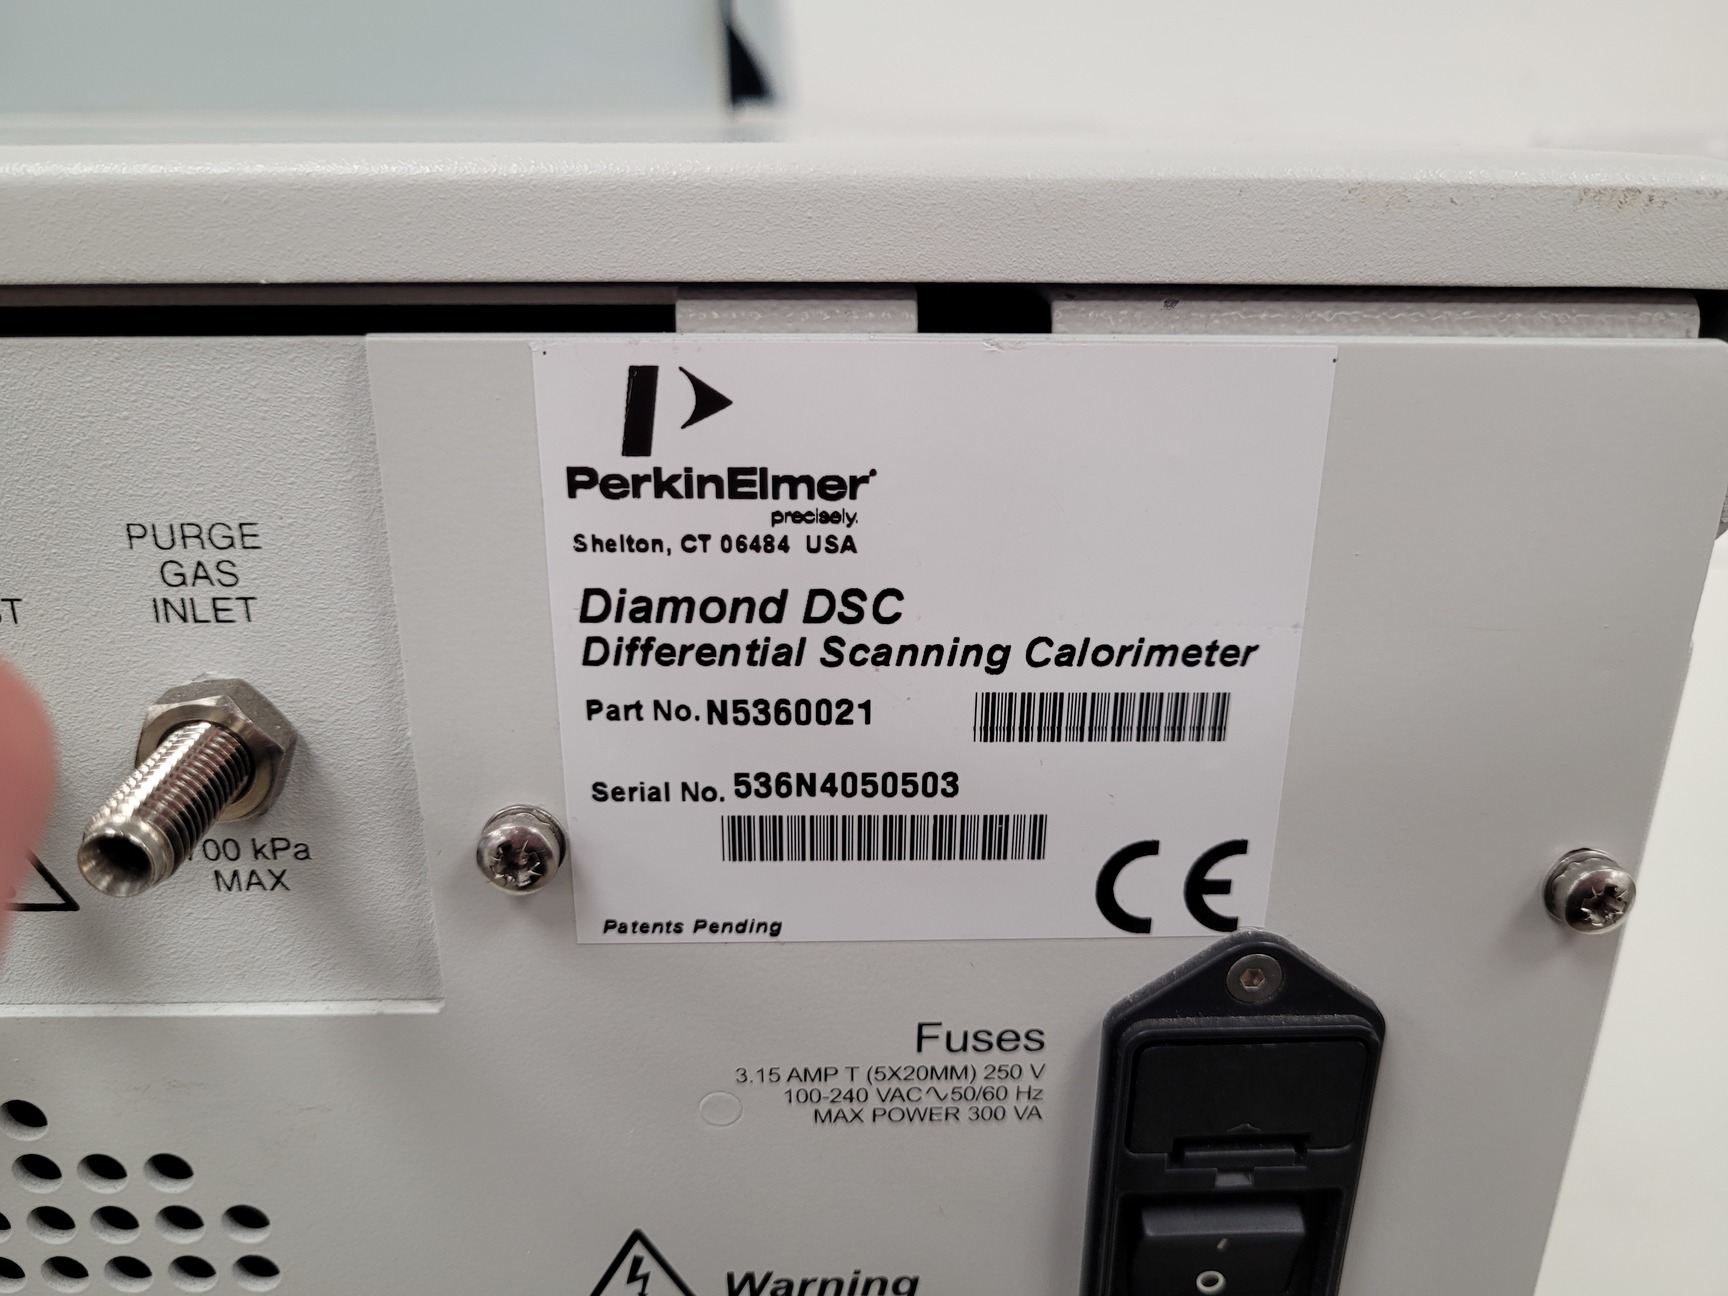 PURGE
GAS
INLET
00 kPa
MAX
PerkinElmer
precisely.
Shelton, CT 06484 USA
Diamond DSC
Differential Scanning Calorimeter
Part No. N5360021
Serial No. 536N4050503
Patents Pending
CE
Fuses
3.15 AMP T (5X20MM) 250 V
100-240 VAC∿50/60 Hz
MAX POWER 300 VA
Warning